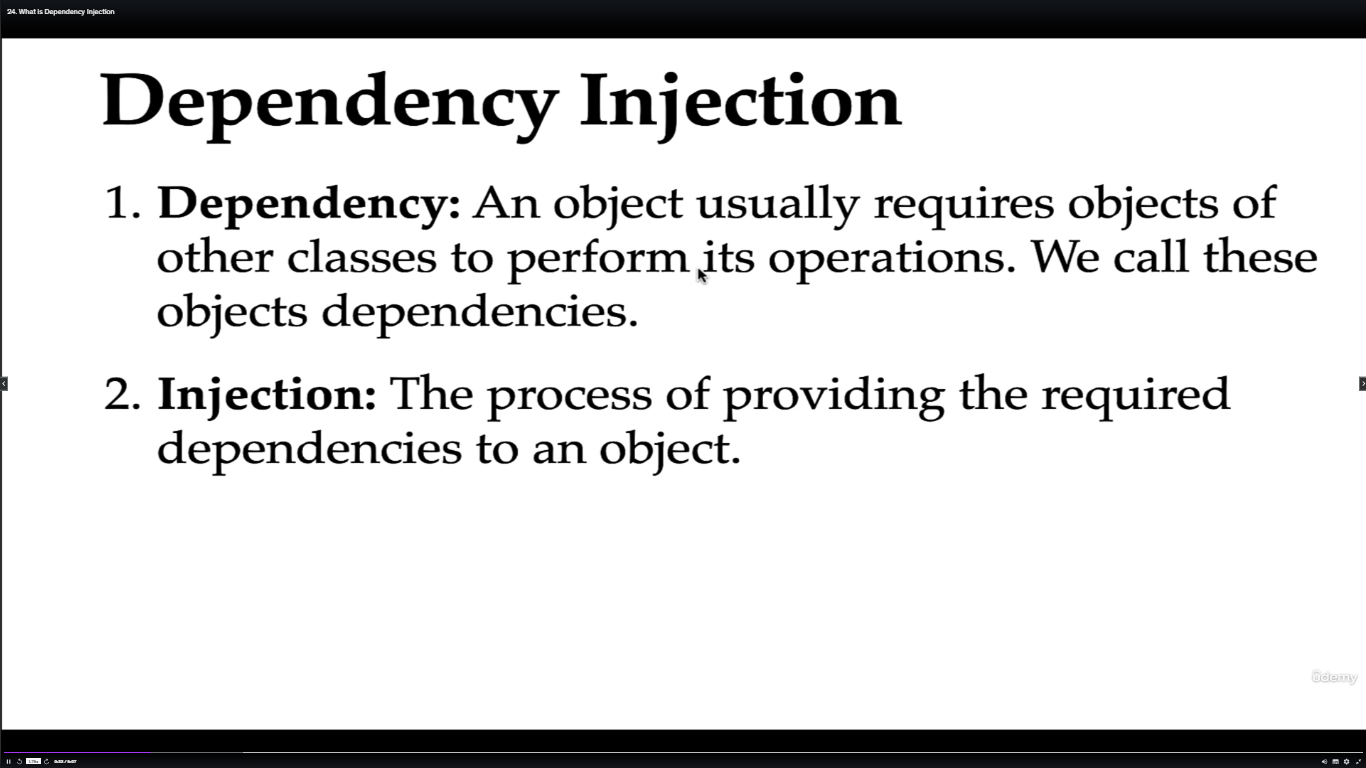 24. What is Dependency Injection
Dependency Injection
1. Dependency: An object usually requires objects of
other classes to perform its operations. We call these
objects dependencies.
2. Injection: The process of providing the required
dependencies to an object.
ûdemy